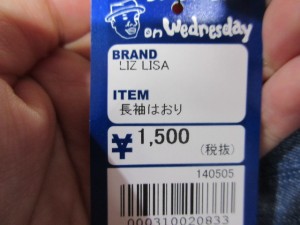 on Wednesday
BRAND
LIZ LISA
ITEM
長袖はおり
¥1,500 (税抜)
140505
000310020833